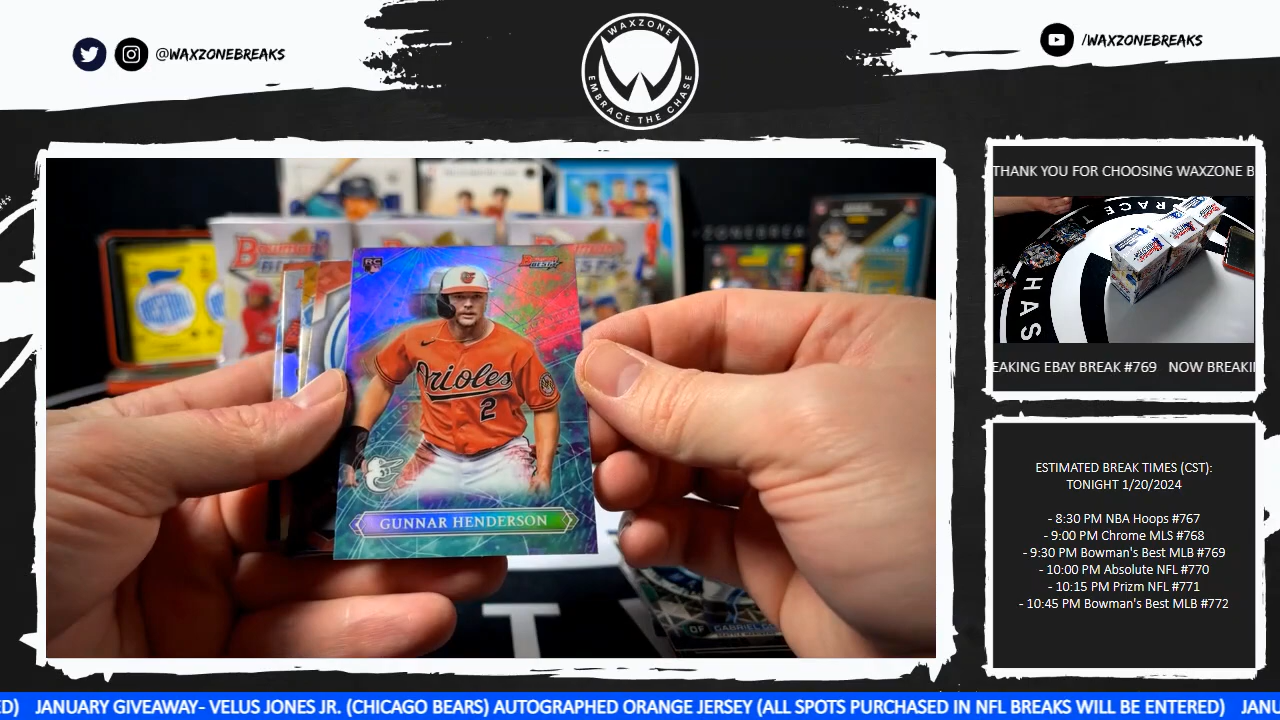 @WAXZONEBREAKS
WAXZONE
EMBRACE THE CHASE
/WAXZONEBREAKS
THANK YOU FOR CHOOSING WAXZONE B
HAS
EAKING EBAY BREAK #769 NOW BREAKI
RC
BOWMAN'S BEST
Orioles
2
GUNNAR HENDERSON
OF GABRIEL
ESTIMATED BREAK TIMES (CST):
TONIGHT 1/20/2024
- 8:30 PM NBA Hoops #767
- 9:00 PM Chrome MLS #768
- 9:30 PM Bowman's Best MLB #769
- 10:00 PM Absolute NFL #770
- 10:15 PM Prizm NFL #771
- 10:45 PM Bowman's Best MLB #772
ED) JANUARY GIVEAWAY- VELUS JONES JR. (CHICAGO BEARS) AUTOGRAPHED ORANGE JERSEY (ALL SPOTS PURCHASED IN NFL BREAKS WILL BE ENTERED) JANU